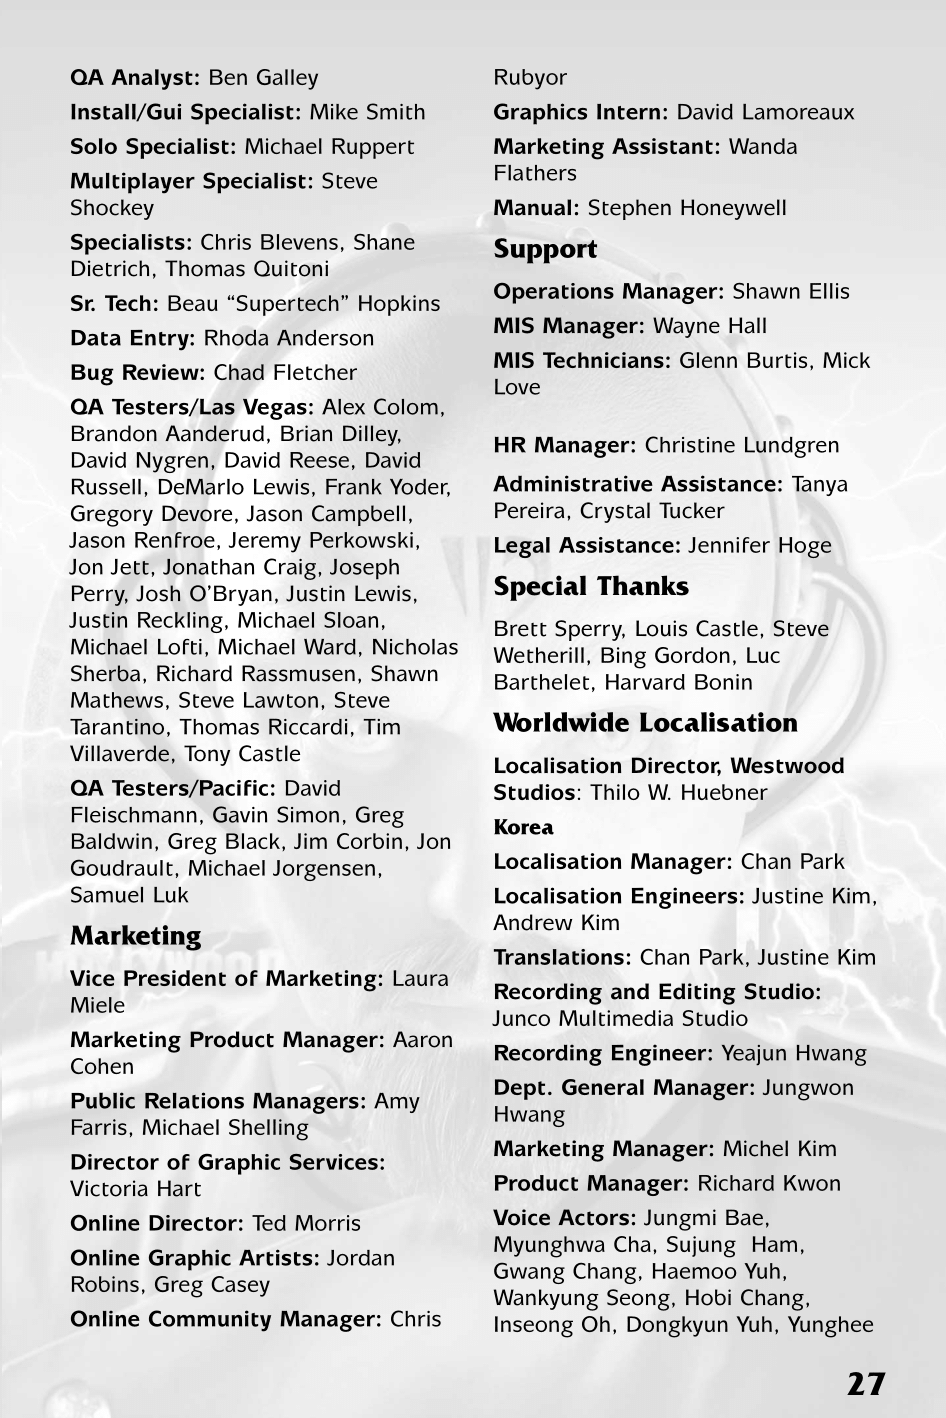 QA Analyst: Ben Galley
Install/Gui Specialist: Mike Smith
Solo Specialist: Michael Ruppert
Multiplayer Specialist: Steve
Shockey
Specialists: Chris Blevens, Shane
Dietrich, Thomas Quitoni
Sr. Tech: Beau “Supertech” Hopkins
Data Entry: Rhoda Anderson
Bug Review: Chad Fletcher
QA Testers/Las Vegas: Alex Colom,
Brandon Aanderud, Brian Dilley,
David Nygren, David Reese, David
Russell, DeMarlo Lewis, Frank Yoder,
Gregory Devore, Jason Campbell,
Jason Renfroe, Jeremy Perkowski,
Jon Jett, Jonathan Craig, Joseph
Perry, Josh O’Bryan, Justin Lewis,
Justin Reckling, Michael Sloan,
Michael Lofti, Michael Ward, Nicholas
Sherba, Richard Rassmusen, Shawn
Mathews, Steve Lawton, Steve
Tarantino, Thomas Riccardi, Tim
Villaverde, Tony Castle
QA Testers/Pacific: David
Fleischmann, Gavin Simon, Greg
Baldwin, Greg Black, Jim Corbin, Jon
Goudrault, Michael Jorgensen,
Samuel Luk
Marketing
Vice President of Marketing: Laura
Miele
Marketing Product Manager: Aaron
Cohen
Public Relations Managers: Amy
Farris, Michael Shelling
Director of Graphic Services:
Victoria Hart
Online Director: Ted Morris
Online Graphic Artists: Jordan
Robins, Greg Casey
Online Community Manager: Chris
Rubyor
Graphics Intern: David Lamoreaux
Marketing Assistant: Wanda
Flathers
Manual: Stephen Honeywell
Support
Operations Manager: Shawn Ellis
MIS Manager: Wayne Hall
MIS Technicians: Glenn Burtis, Mick
Love
HR Manager: Christine Lundgren
Administrative Assistance: Tanya
Pereira, Crystal Tucker
Legal Assistance: Jennifer Hoge
Special Thanks
Brett Sperry, Louis Castle, Steve
Wetherill, Bing Gordon, Luc
Barthelet, Harvard Bonin
Worldwide Localisation
Localisation Director, Westwood
Studios: Thilo W. Huebner
Korea
Localisation Manager: Chan Park
Localisation Engineers: Justine Kim,
Andrew Kim
Translations: Chan Park, Justine Kim
Recording and Editing Studio:
Junco Multimedia Studio
Recording Engineer: Yeajun Hwang
Dept. General Manager: Jungwon
Hwang
Marketing Manager: Michel Kim
Product Manager: Richard Kwon
Voice Actors: Jungmi Bae,
Myunghwa Cha, Sujung  Ham,
Gwang Chang, Haemoo Yuh,
Wankyung Seong, Hobi Chang,
Inseong Oh, Dongkyun Yuh, Yunghee
27